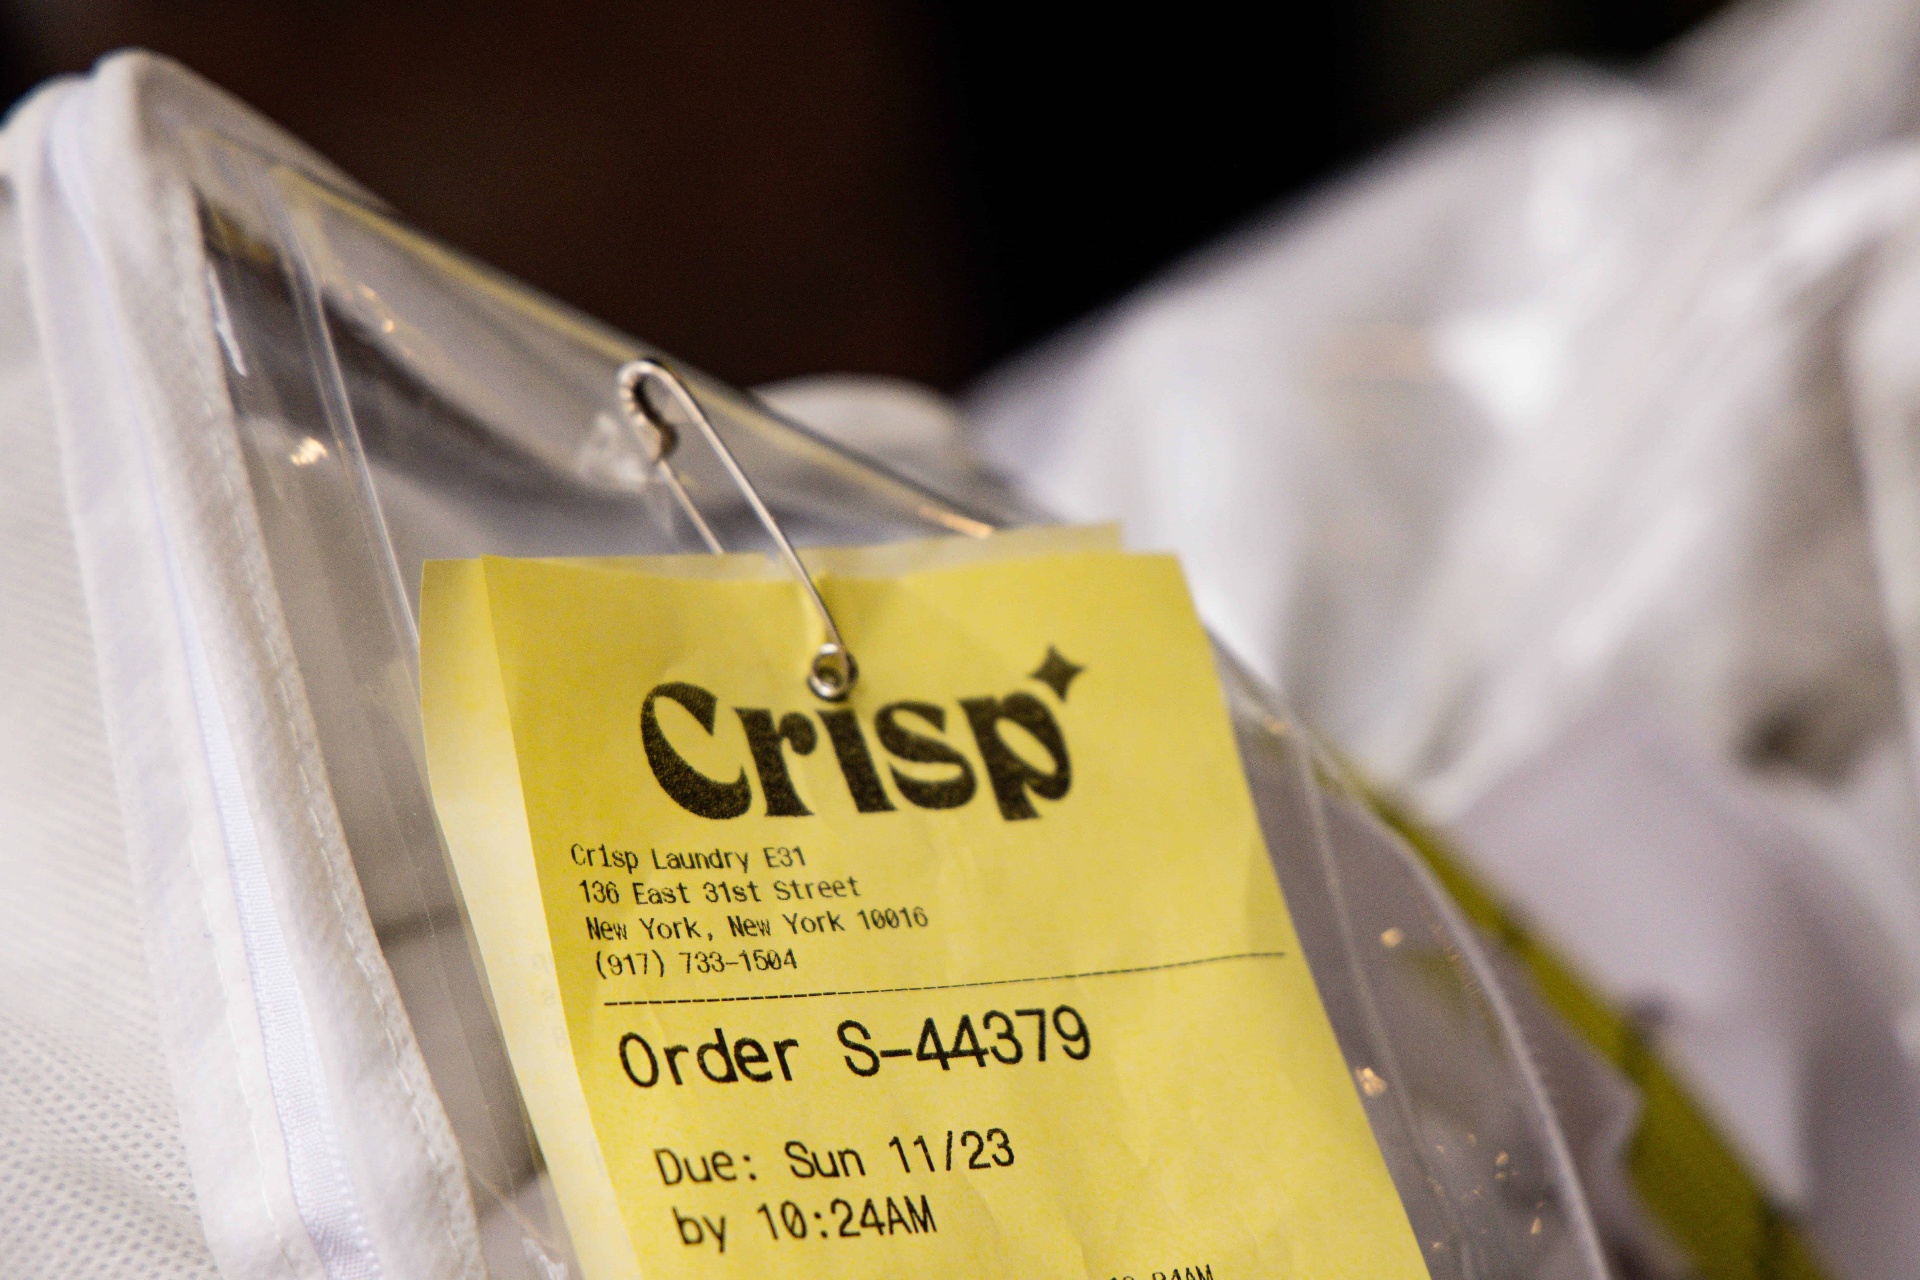 Crisp
Cr1sp Laundry E31
136 East 31st Street
New York, New York 10016
(917) 733-1504
Order S-44379
Due: Sun 11/23
by 10:24AM